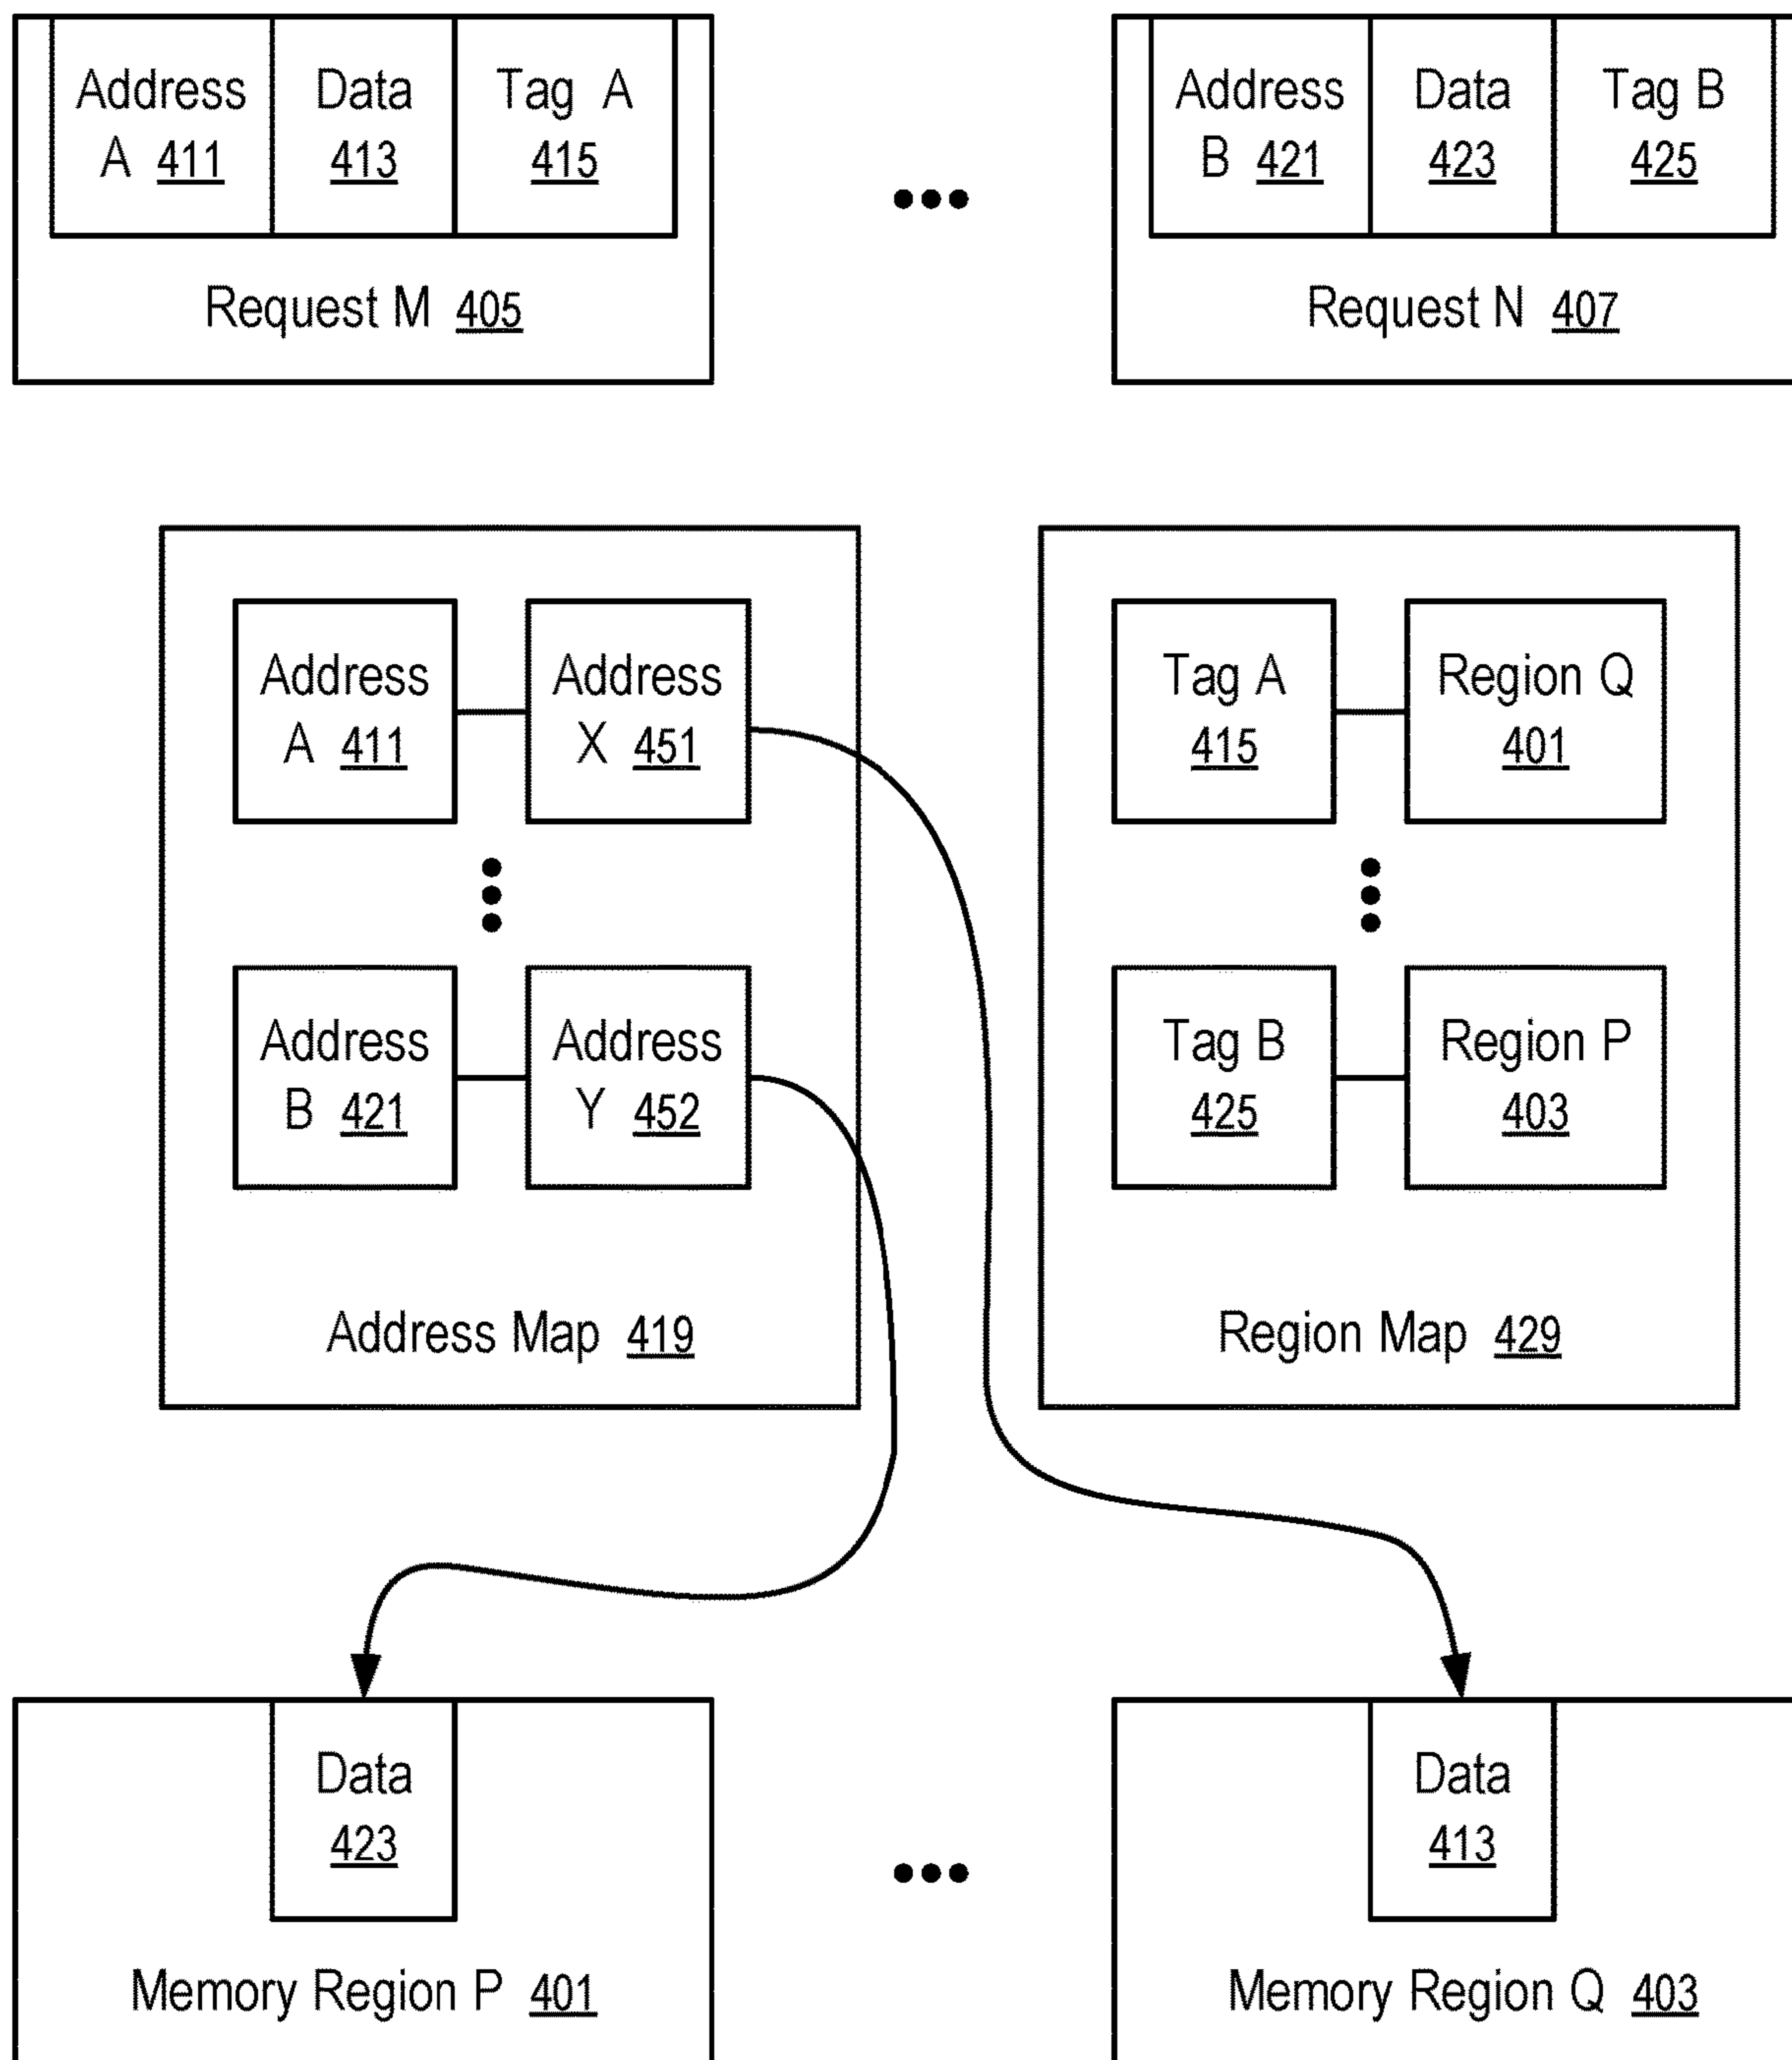 Address
A 411
Data
413
Tag A
415
Request M 405
Address
B 421
Data
423
Tag B
425
Request N 407
Address
A 411
Address
X 451
Address
B 421
Address
Y 452
Address Map 419
Tag A
415
Region Q
401
Tag B
425
Region P
403
Region Map 429
Data
423
Memory Region P 401
Data
413
Memory Region Q 403